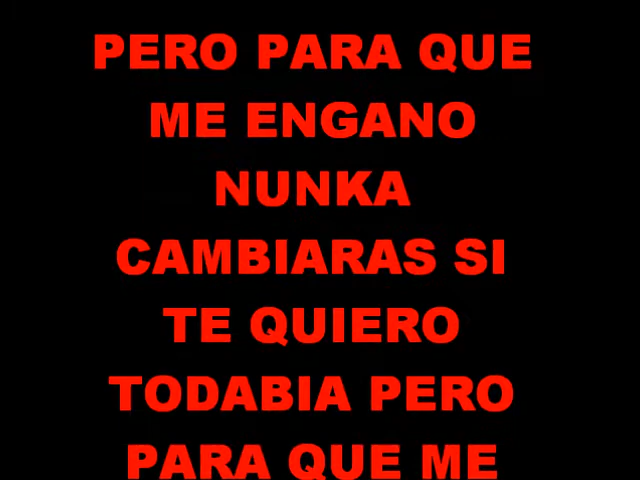 PERO PARA QUE
ME ENGANO
NUNKA
CAMBIARAS SI
TE QUIERO
TODABIA PERO
PARA QUE ME